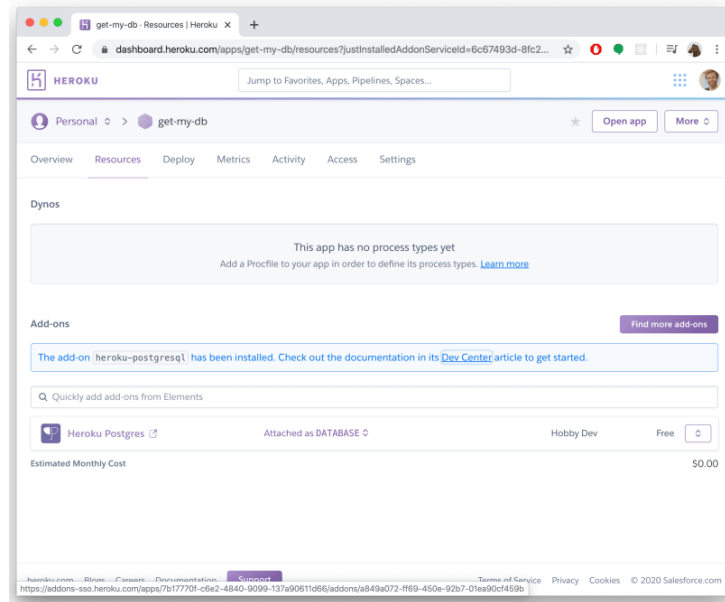 get-my-db · Resources | Heroku
dashboard.heroku.com/apps/get-my-db/resources?justInstalledAddonServiceId=6c67493d-8fc2...
HEROKU
Jump to Favorites, Apps, Pipelines, Spaces...
Personal > get-my-db
Open app
More
Overview Resources Deploy Metrics Activity Access Settings
Dynos
This app has no process types yet
Add a Procfile to your app in order to define its process types. Learn more
Add-ons
Find more add-ons
The add-on heroku-postgresql has been installed. Check out the documentation in its Dev Center article to get started.
Quickly add add-ons from Elements
Heroku Postgres Attached as DATABASE Hobby Dev Free
Estimated Monthly Cost $0.00
heroku.com Blogs Careers Documentation Support Terms of Service Privacy Cookies © 2020 Salesforce.com
https://addons-sso.heroku.com/apps/7b17770f-c6e2-4840-9099-137a90611d66/addons/a849a072-ff69-450e-92b7-01ea90cf459b